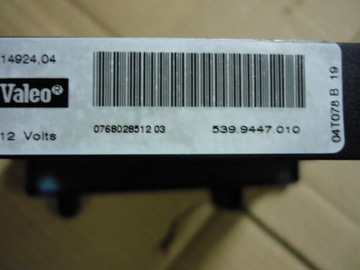 14924,04
Valeo®
12 Volts
0768028512 03
539.9447.010
04T078 B 19